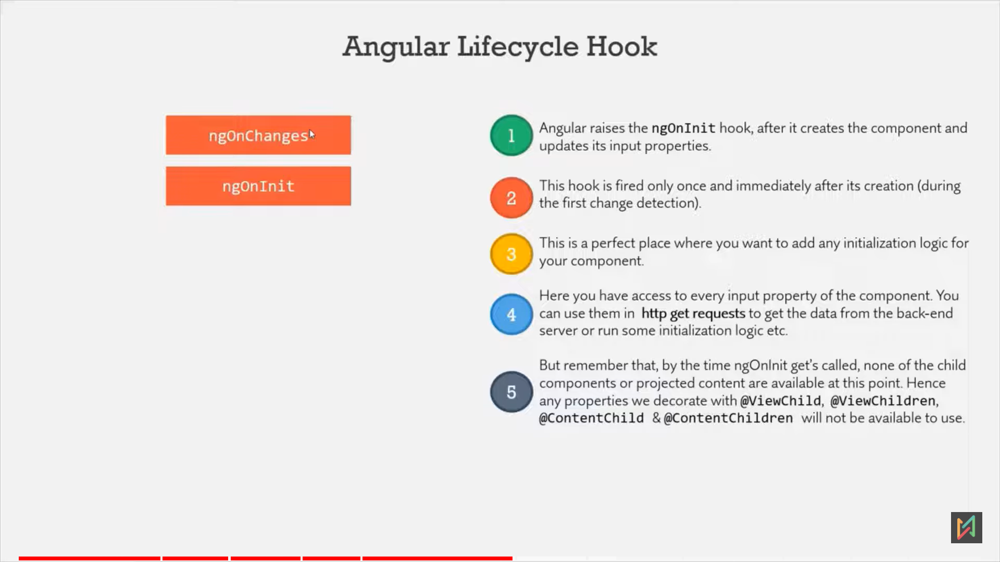 Angular Lifecycle Hook
ngOnChanges
ngOnInit
1
Angular raises the ngOnInit hook, after it creates the component and
updates its input properties.
2
This hook is fired only once and immediately after its creation (during
the first change detection).
3
This is a perfect place where you want to add any initialization logic for
your component.
4
Here you have access to every input property of the component. You
can use them in http get requests to get the data from the back-end
server or run some initialization logic etc.
5
But remember that, by the time ngOnInit get's called, none of the child
components or projected content are available at this point. Hence
any properties we decorate with @ViewChild, @ViewChildren,
@ContentChild & @ContentChildren will not be available to use.